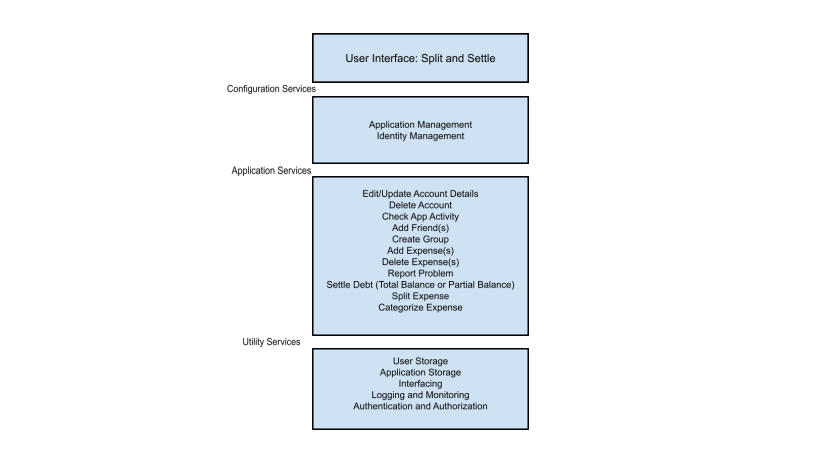 User Interface: Split and Settle
Configuration Services
Application Management
Identity Management
Application Services
Edit/Update Account Details
Delete Account
Check App Activity
Add Friend(s)
Create Group
Add Expense(s)
Delete Expense(s)
Report Problem
Settle Debt (Total Balance or Partial Balance)
Split Expense
Categorize Expense
Utility Services
User Storage
Application Storage
Interfacing
Logging and Monitoring
Authentication and Authorization